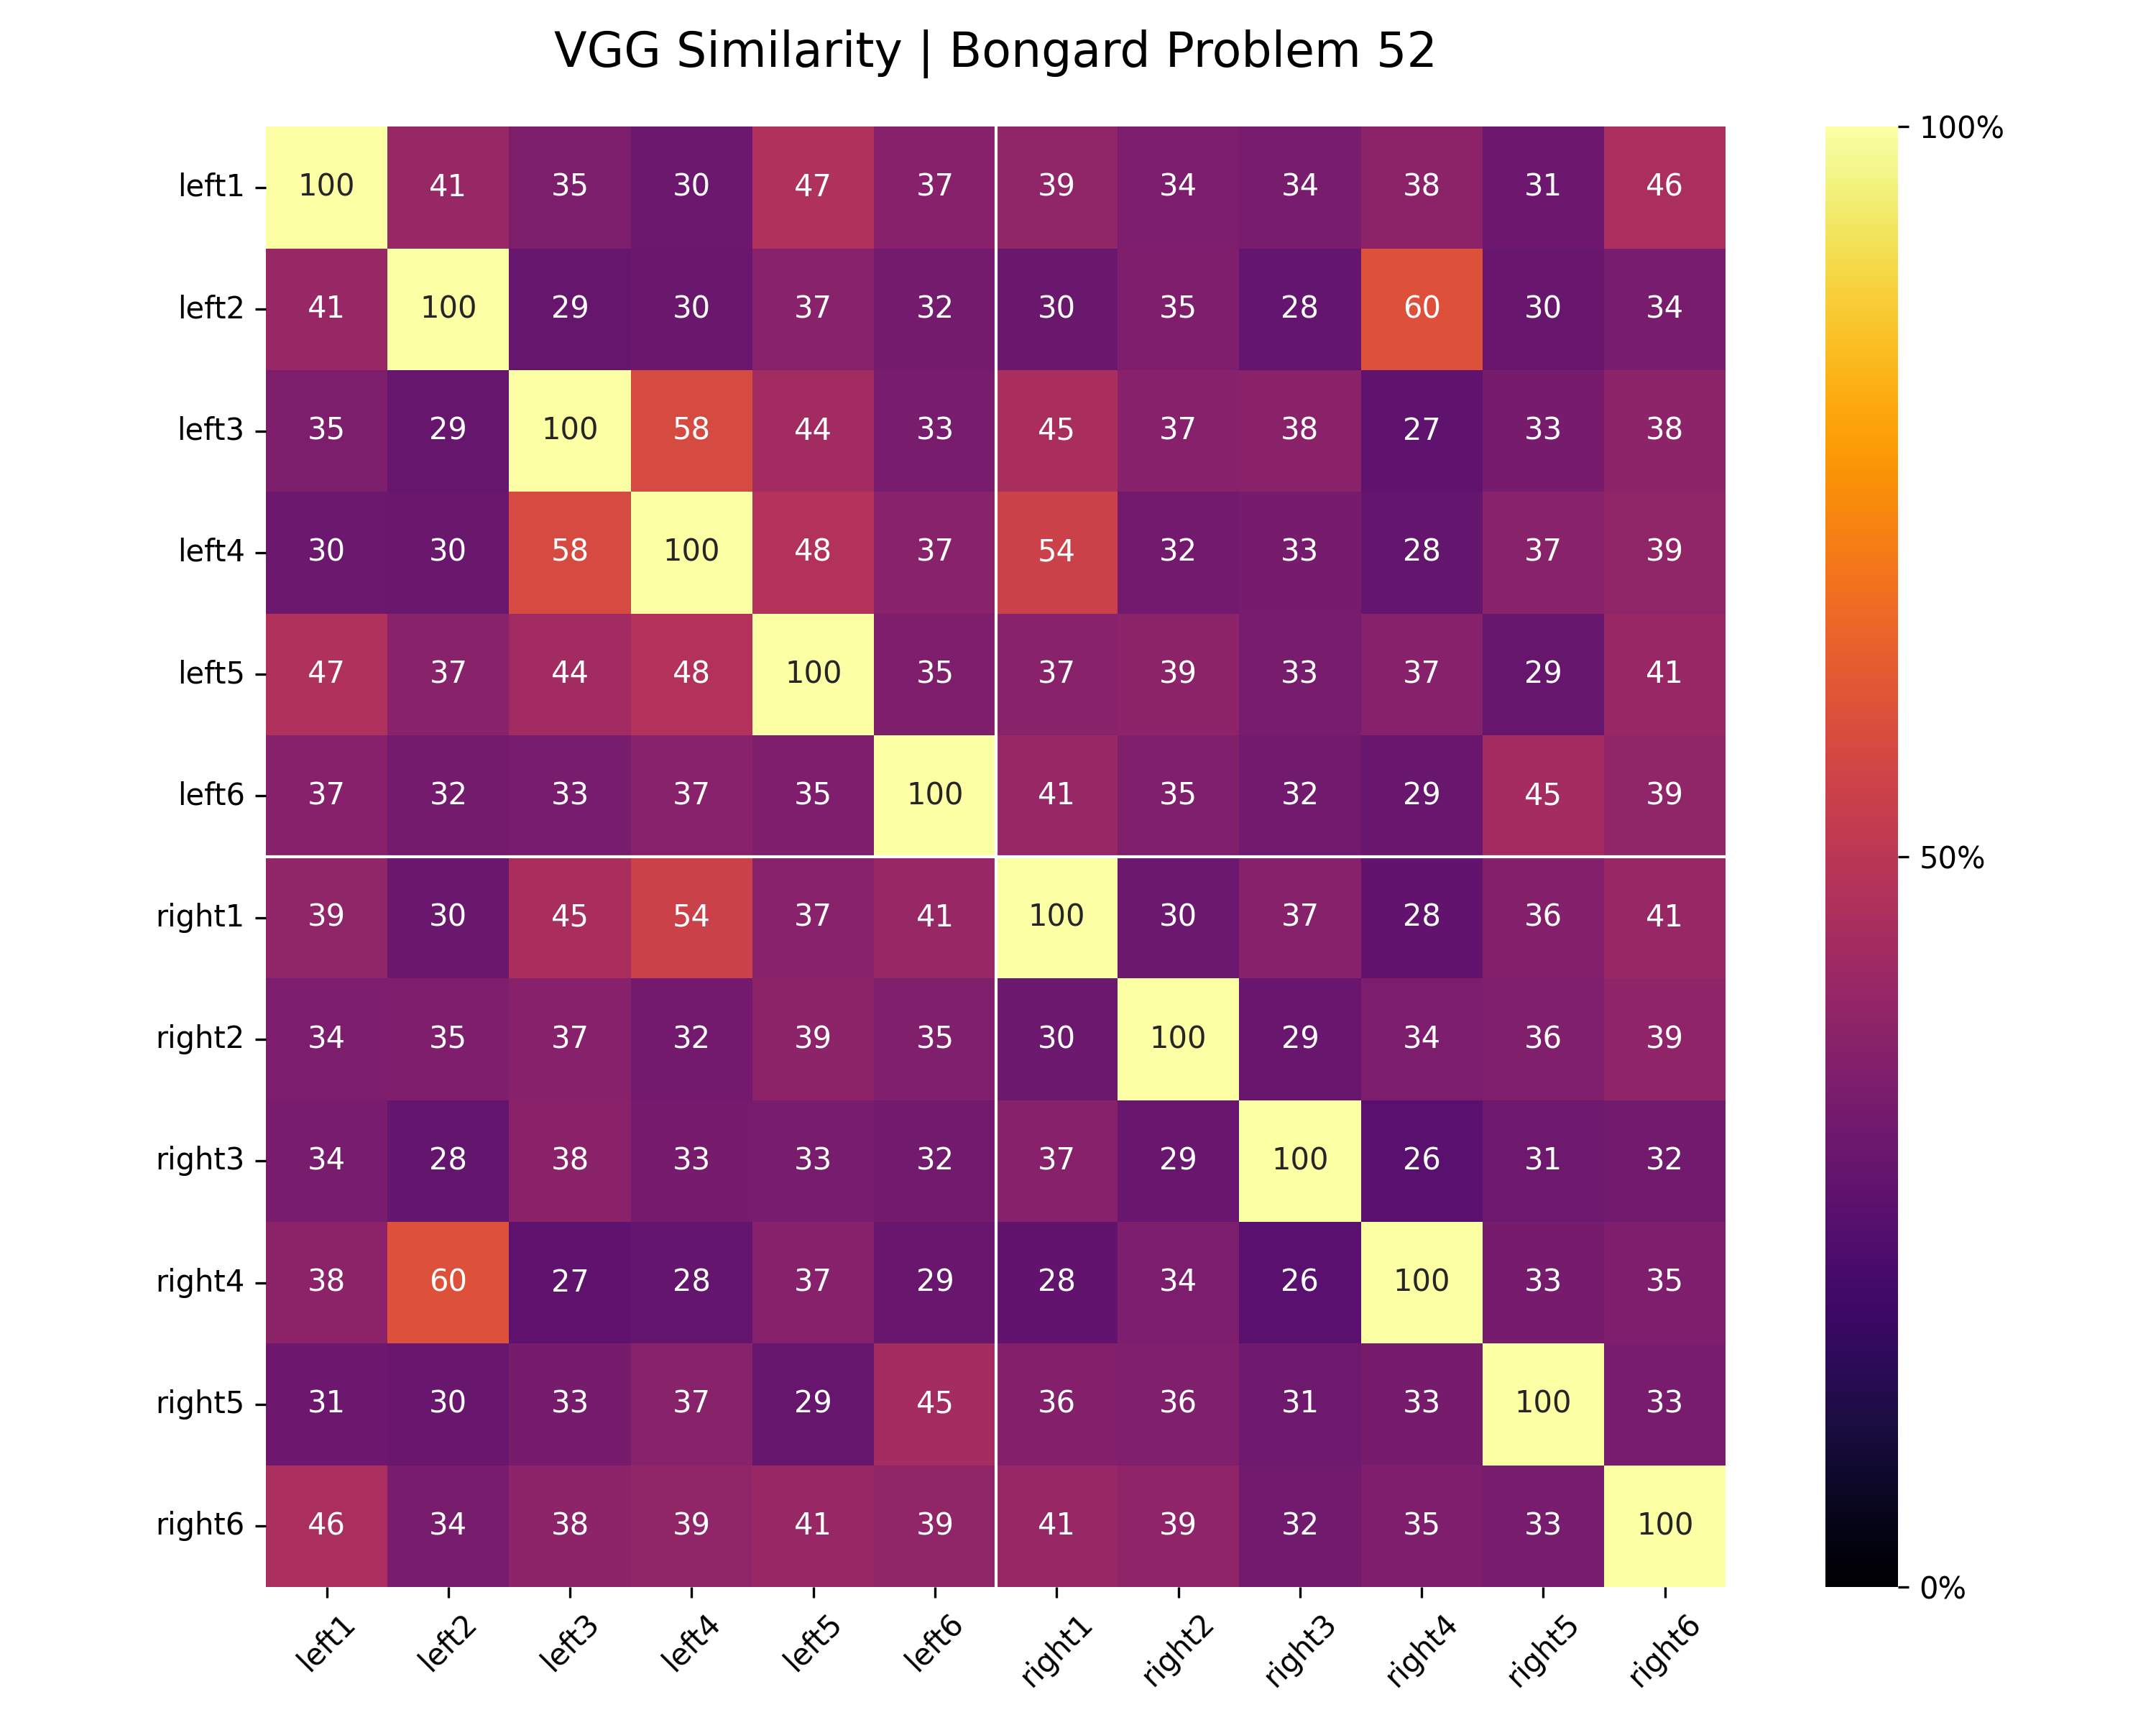 VGG Similarity | Bongard Problem 52
left1 100 41 35 30 47 37 39 34 34 38 31 46
left2 41 100 29 30 37 32 30 35 28 60 30 34
left3 35 29 100 58 44 33 45 37 38 27 33 38
left4 30 30 58 100 48 37 54 32 33 28 37 39
left5 47 37 44 48 100 35 37 39 33 37 29 41
left6 37 32 33 37 35 100 41 35 32 29 45 39
right1 39 30 45 54 37 41 100 30 37 28 36 41
right2 34 35 37 32 39 35 30 100 29 34 36 39
right3 34 28 38 33 33 32 37 29 100 26 31 32
right4 38 60 27 28 37 29 28 34 26 100 33 35
right5 31 30 33 37 29 45 36 36 31 33 100 33
right6 46 34 38 39 41 39 41 39 32 35 33 100
left1 left2 left3 left4 left5 left6 right1 right2 right3 right4 right5 right6
100%
50%
0%